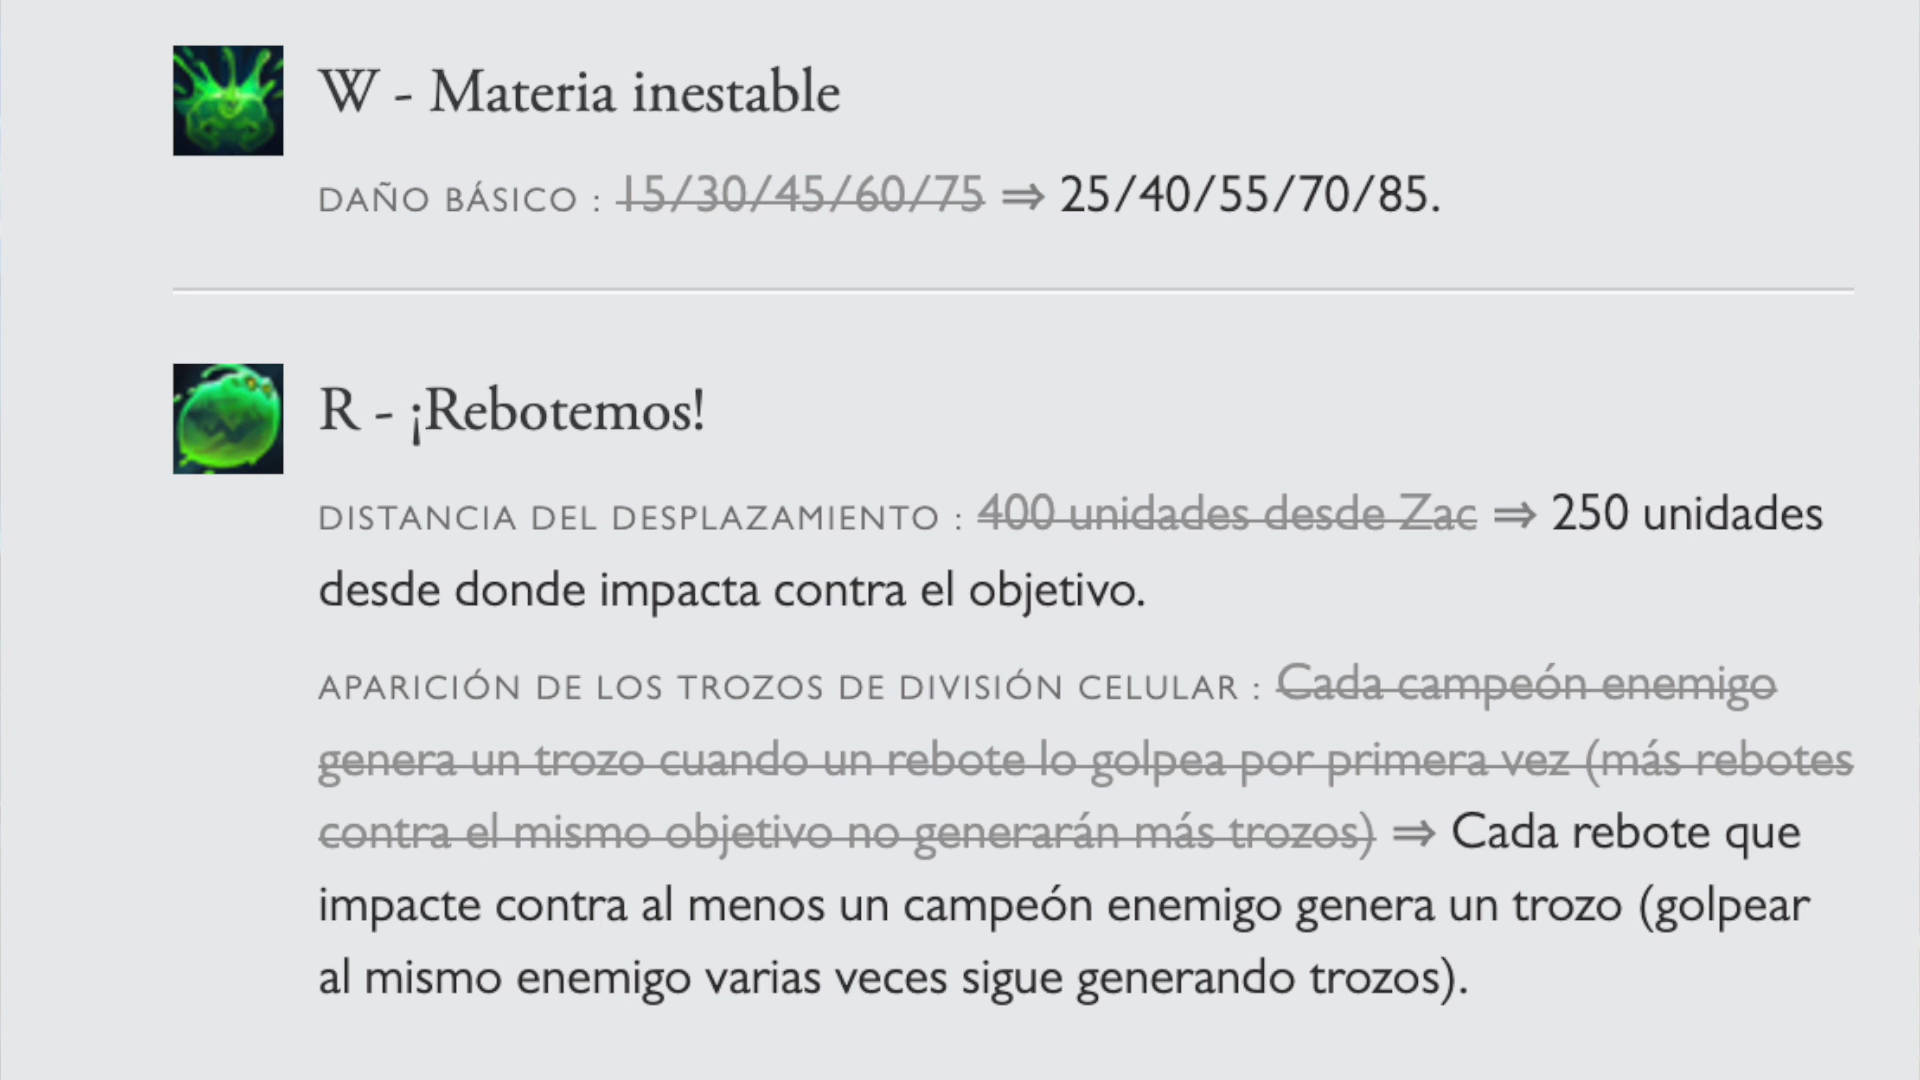 W - Materia inestable
DAÑO BÁSICO : 15/30/45/60/75 ⇒ 25/40/55/70/85.
R - ¡Rebotemos!
DISTANCIA DEL DESPLAZAMIENTO : 400 unidades desde Zac ⇒ 250 unidades
desde donde impacta contra el objetivo.
APARICIÓN DE LOS TROZOS DE DIVISIÓN CELULAR : Cada campeón enemigo
genera un trozo cuando un rebote lo golpea por primera vez (más rebotes
contra el mismo objetivo no generarán más trozos) ⇒ Cada rebote que
impacte contra al menos un campeón enemigo genera un trozo (golpear
al mismo enemigo varias veces sigue generando trozos).